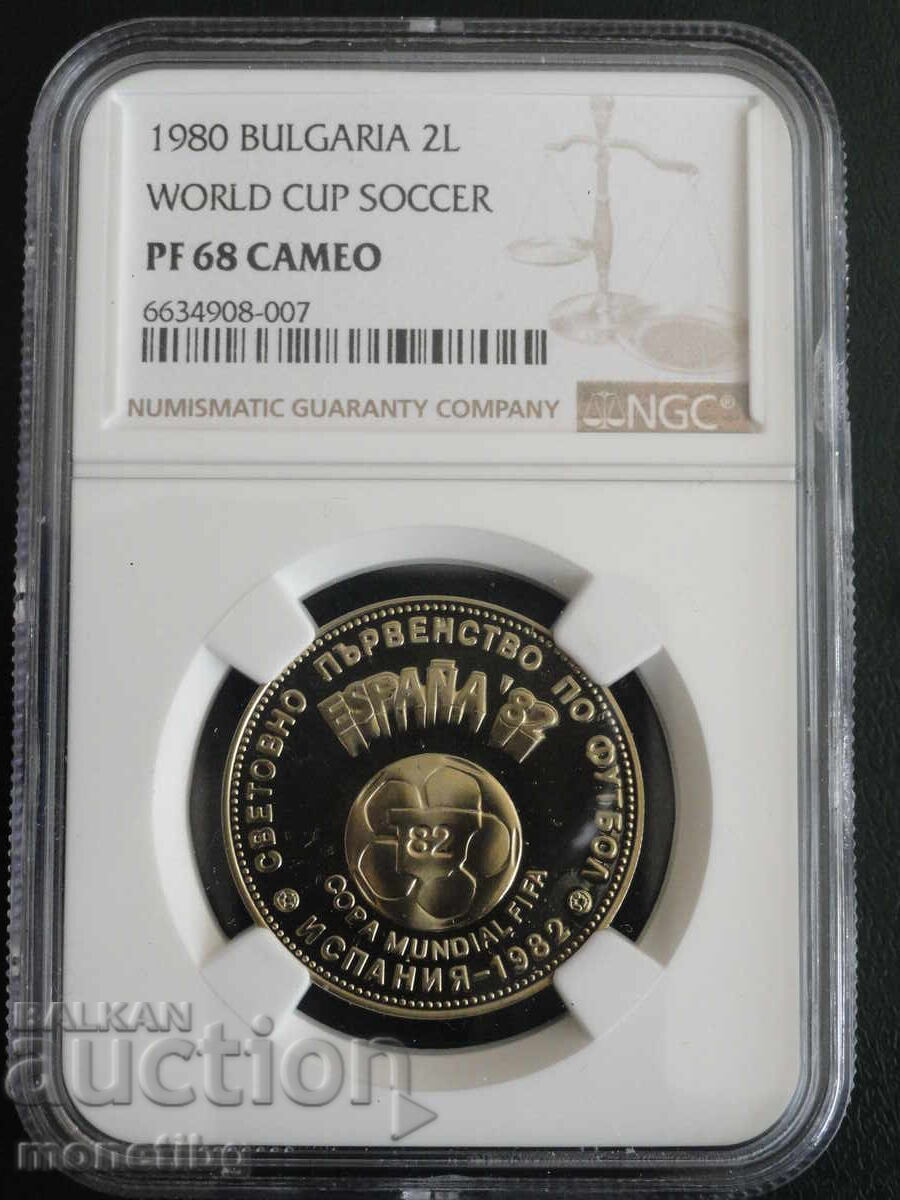 1980 BULGARIA 2L
WORLD CUP SOCCER
PF 68 CAMEO
6634908-007
NUMISMATIC GUARANTY COMPANY
NGC®
СВЕТОВНО ПЪРВЕНСТВО ПО ФУТБОЛ
ESPAÑA '82
82
COPA MUNDIAL FIFA
ИСПАНИЯ-1982
BALKAN
auction
monetibg